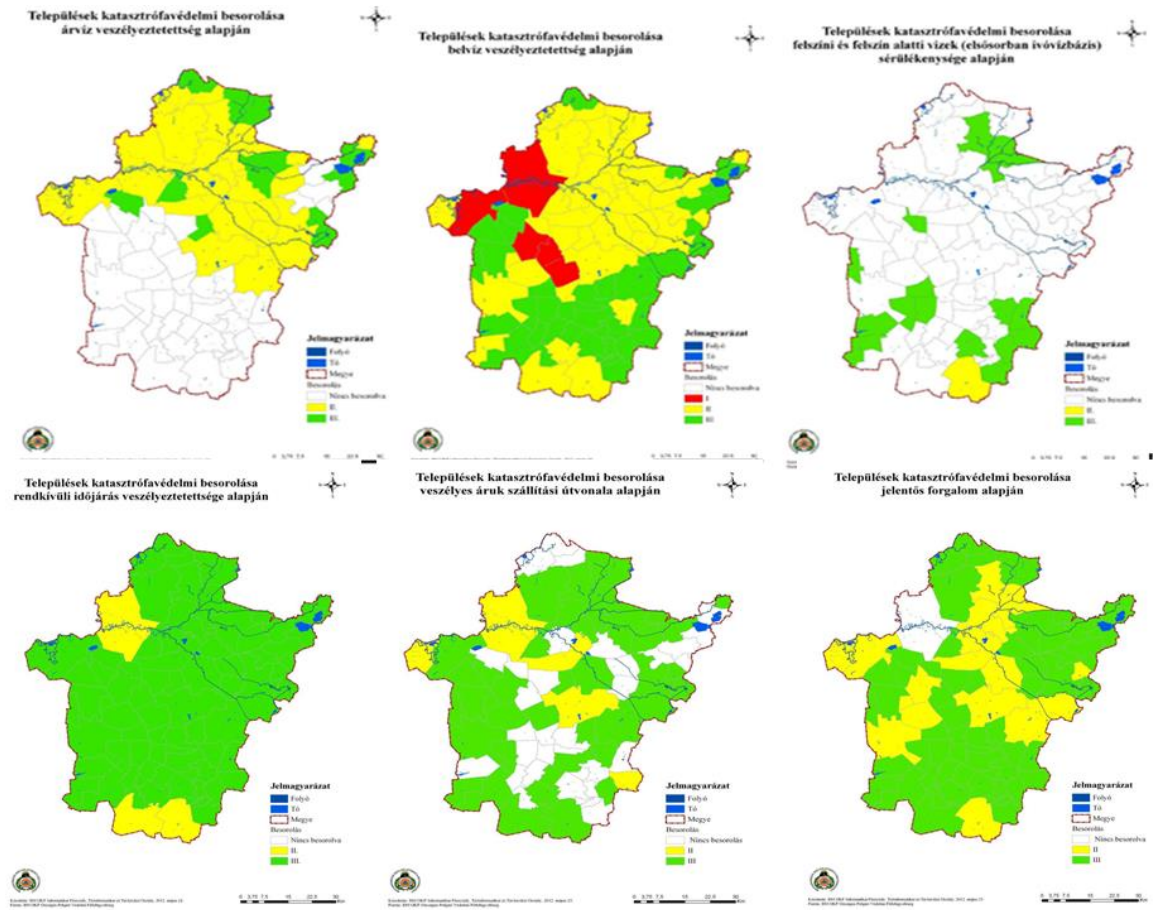 Települések katasztrófavédelmi besorolása
árvíz veszélyeztetettség alapján
Jelmagyarázat
Folyó
Tó
Megye
Besorolás
Nincs besorolva
II.
III.
Települések katasztrófavédelmi besorolása
belvíz veszélyeztetettség alapján
Jelmagyarázat
Folyó
Tó
Megye
Besorolás
Nincs besorolva
I
II
III
Települések katasztrófavédelmi besorolása
felszíni és felszín alatti vizek (elsősorban ivóvízbázis)
sérülékenysége alapján
Jelmagyarázat
Folyó
Tó
Megye
Besorolás
Nincs besorolva
II.
III.
Települések katasztrófavédelmi besorolása
rendkívüli időjárás veszélyeztetettsége alapján
Jelmagyarázat
Folyó
Tó
Megye
Besorolás
Nincs besorolva
II.
III.
Települések katasztrófavédelmi besorolása
veszélyes áruk szállítási útvonala alapján
Jelmagyarázat
Folyó
Tó
Megye
Besorolás
Nincs besorolás
II
III
Települések katasztrófavédelmi besorolása
jelentős forgalom alapján
Jelmagyarázat
Folyó
Tó
Megye
Besorolás
Nincs besorolva
II
III